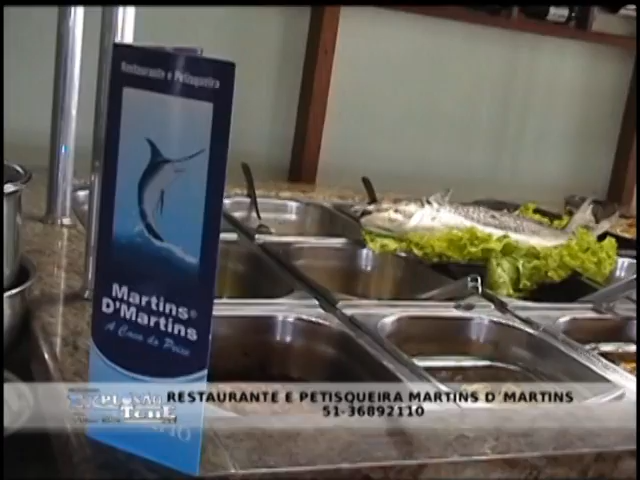 Restaurante e Petisqueira
Martins®
D'Martins
A Casa do Peixe
RESTAURANTE E PETISQUEIRA MARTINS D´MARTINS
51-36892110